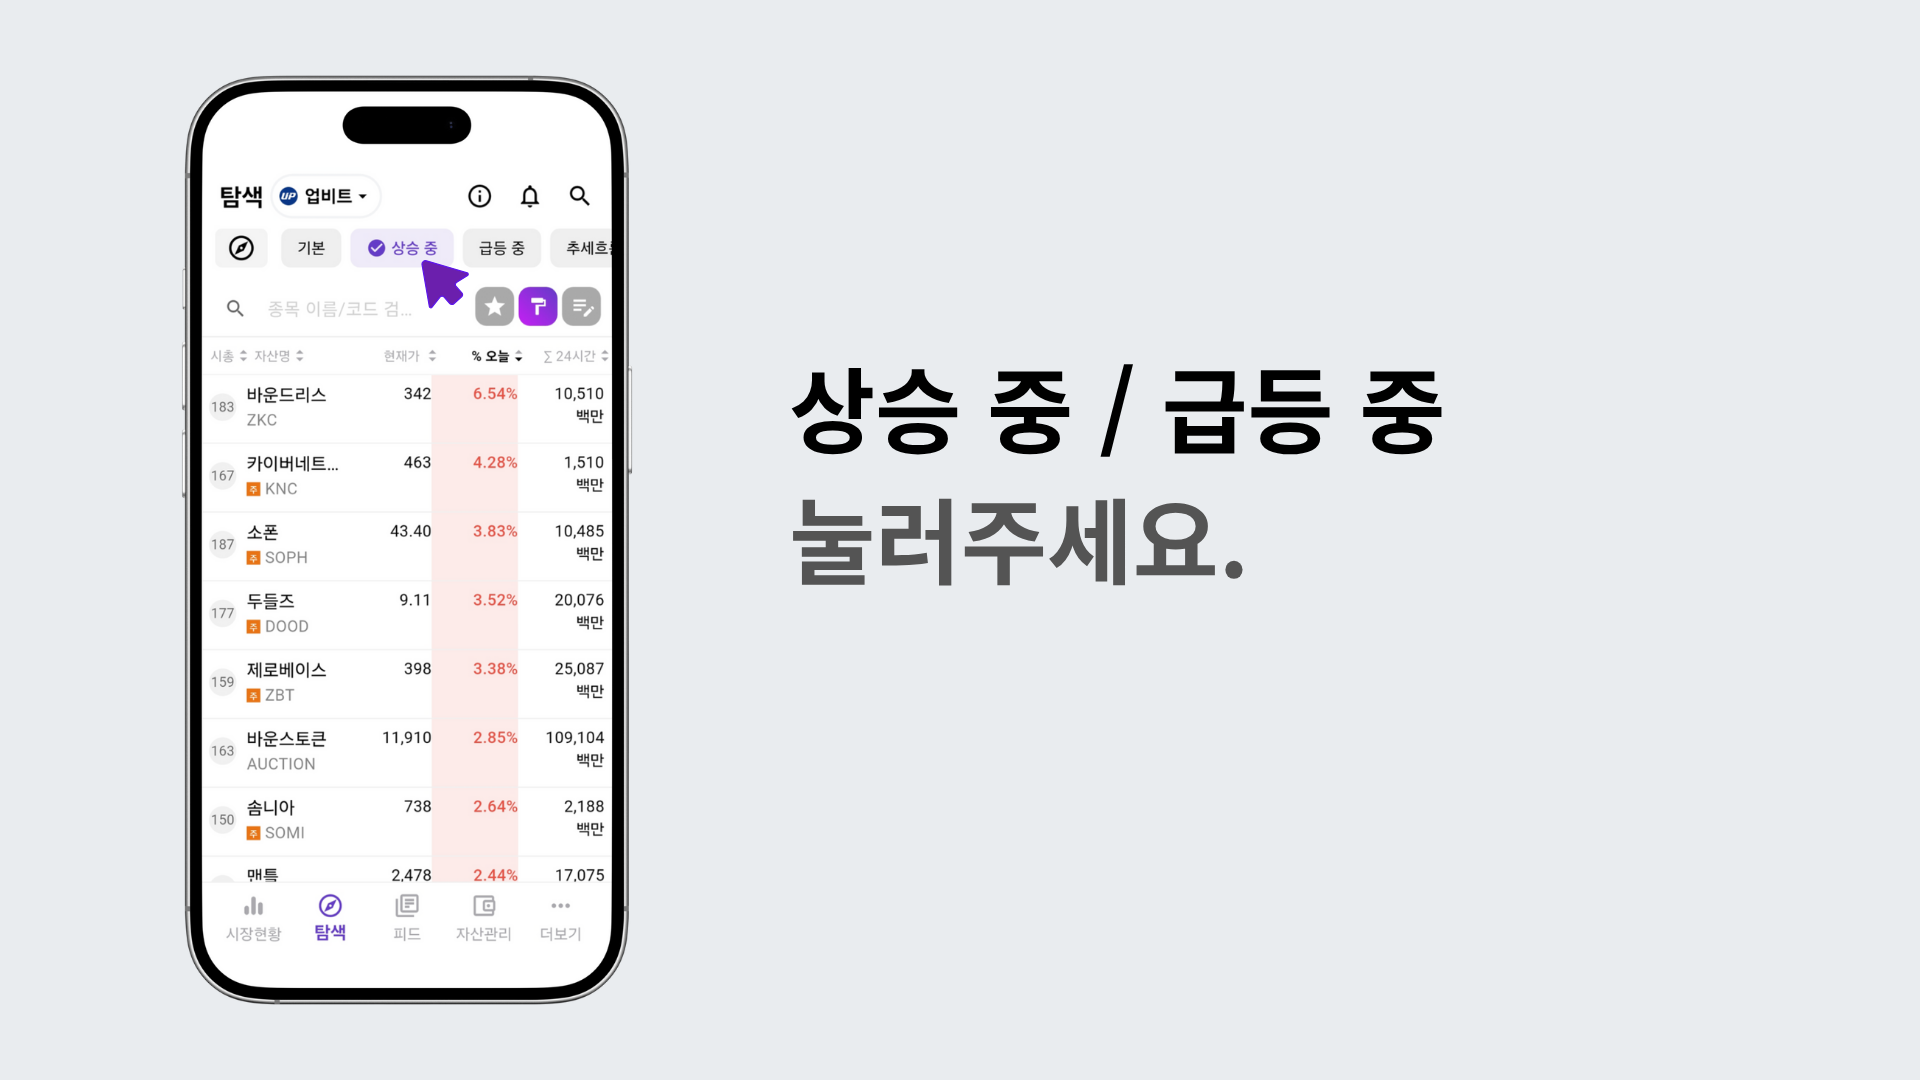 탐색 UP 업비트
기본 상승 중 급등 중 추세흐
종목 이름/코드 검...
시총 자산명 현재가 % 오늘 ∑ 24시간
183 바운드리스 ZKC 342 6.54% 10,510 백만
167 카이버네트... 주 KNC 463 4.28% 1,510 백만
187 소폰 주 SOPH 43.40 3.83% 10,485 백만
177 두들즈 주 DOOD 9.11 3.52% 20,076 백만
159 제로베이스 주 ZBT 398 3.38% 25,087 백만
163 바운스토큰 AUCTION 11,910 2.85% 109,104 백만
150 솜니아 주 SOMI 738 2.64% 2,188 백만
맨틀 2,478 2.44% 17,075
시장현황 탐색 피드 자산관리 더보기
상승 중 / 급등 중
눌러주세요.